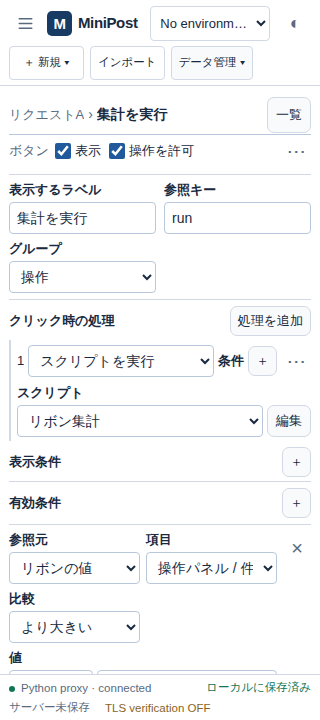 M MiniPost No environm…
＋ 新規 ▾ インポート データ管理 ▾
リクエストA › 集計を実行 一覧
ボタン 表示 操作を許可 …
表示するラベル 参照キー
集計を実行 run
グループ
操作
クリック時の処理 処理を追加
1 スクリプトを実行 条件 ＋ …
スクリプト
リボン集計 編集
表示条件 ＋
有効条件 ＋
参照元 項目 ×
リボンの値 操作パネル / 件
比較
より大きい
値
Python proxy · connected ローカルに保存済み
サーバー未保存 TLS verification OFF